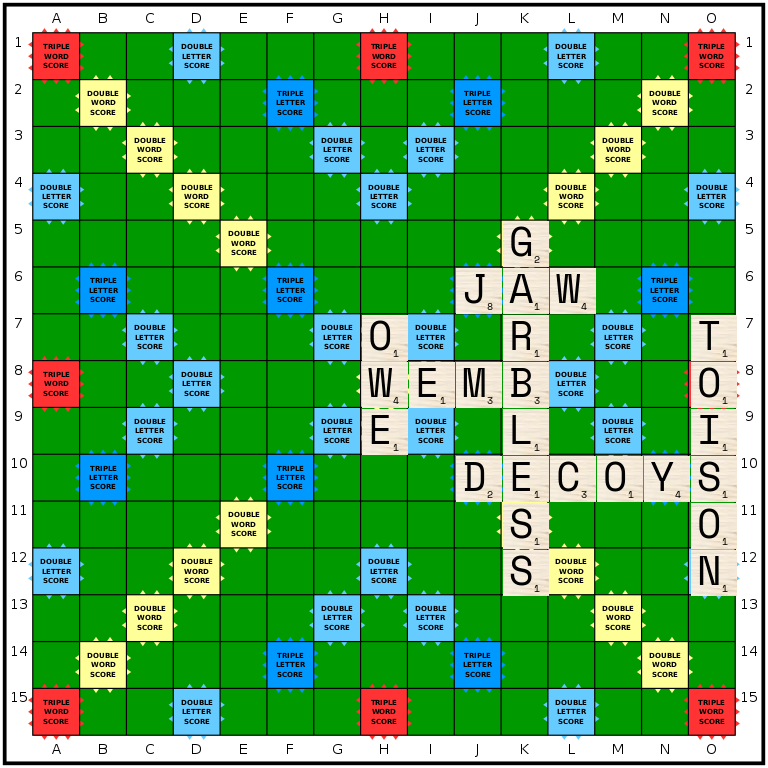 A B C D E F G H I J K L M N O
1 TRIPLE WORD SCORE DOUBLE LETTER SCORE TRIPLE WORD SCORE DOUBLE LETTER SCORE TRIPLE WORD SCORE 1
2 DOUBLE WORD SCORE TRIPLE LETTER SCORE TRIPLE LETTER SCORE DOUBLE WORD SCORE 2
3 DOUBLE WORD SCORE DOUBLE LETTER SCORE DOUBLE LETTER SCORE DOUBLE WORD SCORE 3
4 DOUBLE LETTER SCORE DOUBLE WORD SCORE DOUBLE LETTER SCORE DOUBLE WORD SCORE DOUBLE LETTER SCORE 4
5 DOUBLE WORD SCORE G2 5
6 TRIPLE LETTER SCORE TRIPLE LETTER SCORE J8 A1 W4 TRIPLE LETTER SCORE 6
7 DOUBLE LETTER SCORE DOUBLE LETTER SCORE O1 DOUBLE LETTER SCORE R1 DOUBLE LETTER SCORE T1 7
8 TRIPLE WORD SCORE DOUBLE LETTER SCORE W4 E1 M3 B3 DOUBLE LETTER SCORE O1 8
9 DOUBLE LETTER SCORE DOUBLE LETTER SCORE E1 DOUBLE LETTER SCORE L1 DOUBLE LETTER SCORE I1 9
10 TRIPLE LETTER SCORE TRIPLE LETTER SCORE D2 E1 C3 O1 Y4 S1 10
11 DOUBLE WORD SCORE S1 O1 11
12 DOUBLE LETTER SCORE DOUBLE WORD SCORE DOUBLE LETTER SCORE S1 DOUBLE WORD SCORE N1 12
13 DOUBLE WORD SCORE DOUBLE LETTER SCORE DOUBLE LETTER SCORE DOUBLE WORD SCORE 13
14 DOUBLE WORD SCORE TRIPLE LETTER SCORE TRIPLE LETTER SCORE DOUBLE WORD SCORE 14
15 TRIPLE WORD SCORE DOUBLE LETTER SCORE TRIPLE WORD SCORE DOUBLE LETTER SCORE TRIPLE WORD SCORE 15
A B C D E F G H I J K L M N O